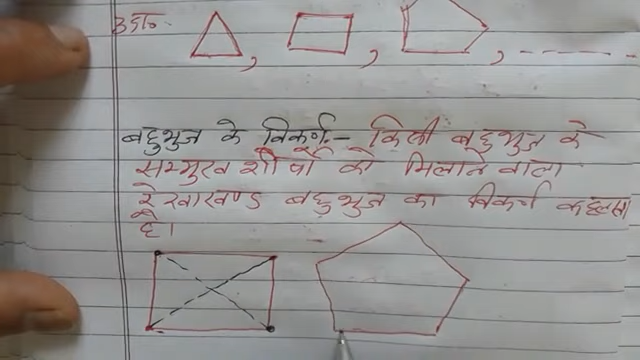 उदा०-
बहुभुज के विकर्ण:- किसी बहुभुज के
सम्मुख शीर्षों को मिलाने वाला
रेखाखण्ड बहुभुज का विकर्ण कहलाता
है।